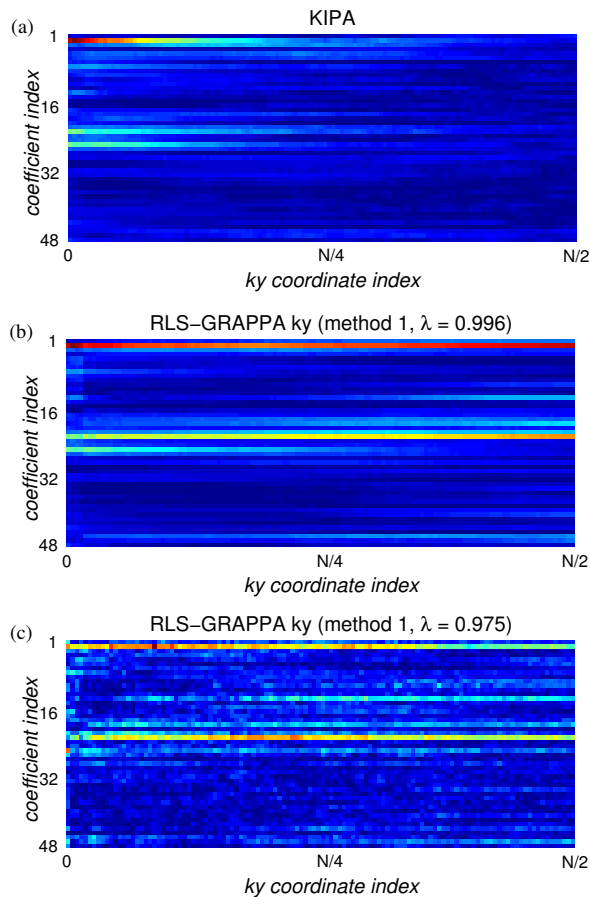 (a)
KIPA
1
16
32
48
coefficient index
0
N/4
N/2
ky coordinate index
(b)
RLS−GRAPPA ky (method 1, λ = 0.996)
1
16
32
48
coefficient index
0
N/4
N/2
ky coordinate index
(c)
RLS−GRAPPA ky (method 1, λ = 0.975)
1
16
32
48
coefficient index
0
N/4
N/2
ky coordinate index